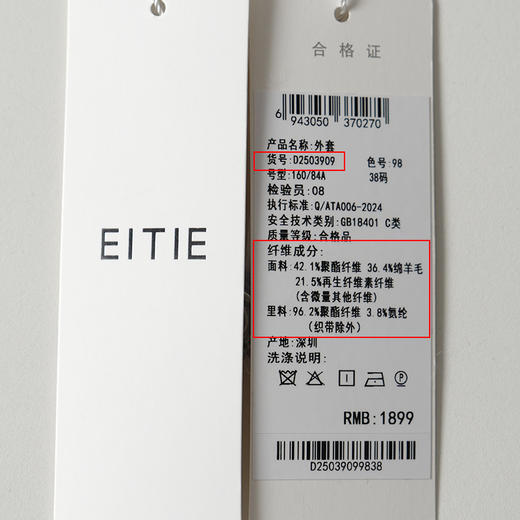 EITIE
合格证
6 943050 370270
产品名称:外套
货号:D2503909 色号:98
号型:160/84A 38码
检验员:08
执行标准:Q/ATA006-2024
安全技术类别:GB18401 C类
质量等级:合格品
纤维成分:
面料:42.1%聚酯纤维 36.4%绵羊毛
21.5%再生纤维素纤维
(含微量其他纤维)
里料:96.2%聚酯纤维 3.8%氨纶
(织带除外)
产地:深圳
洗涤说明:
RMB:1899
D25039099838